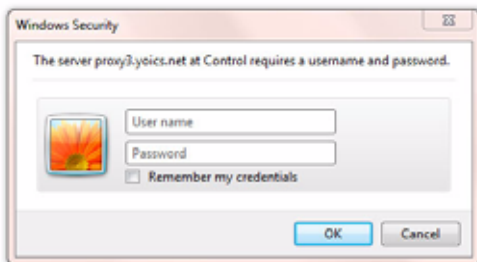 Windows Security
The server proxy3.yoics.net at Control requires a username and password.
User name
Password
Remember my credentials
OK
Cancel